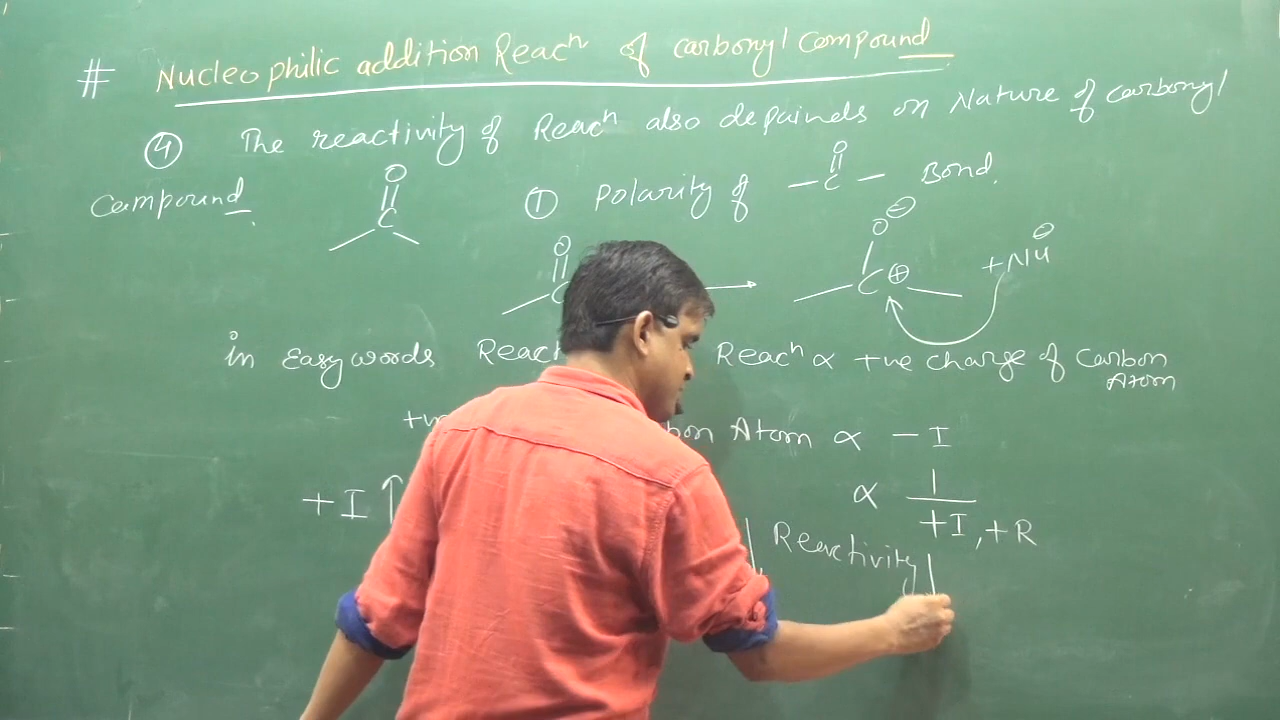 # Nucleophilic addition Reacⁿ of carbonyl compound
④ The reactivity of Reacⁿ also depainds on Nature of carbonyl
compound.
O
C
① Polarity of
O
- C - Bond.
O
C
→
O⊖
C⊕
+Nu⊖
in Easy words Reac Reacⁿ ∝ +ve charge of carbon
Atom
Atom ∝ - I
∝ 1
+I, +R
+ I ↑
Reactivity